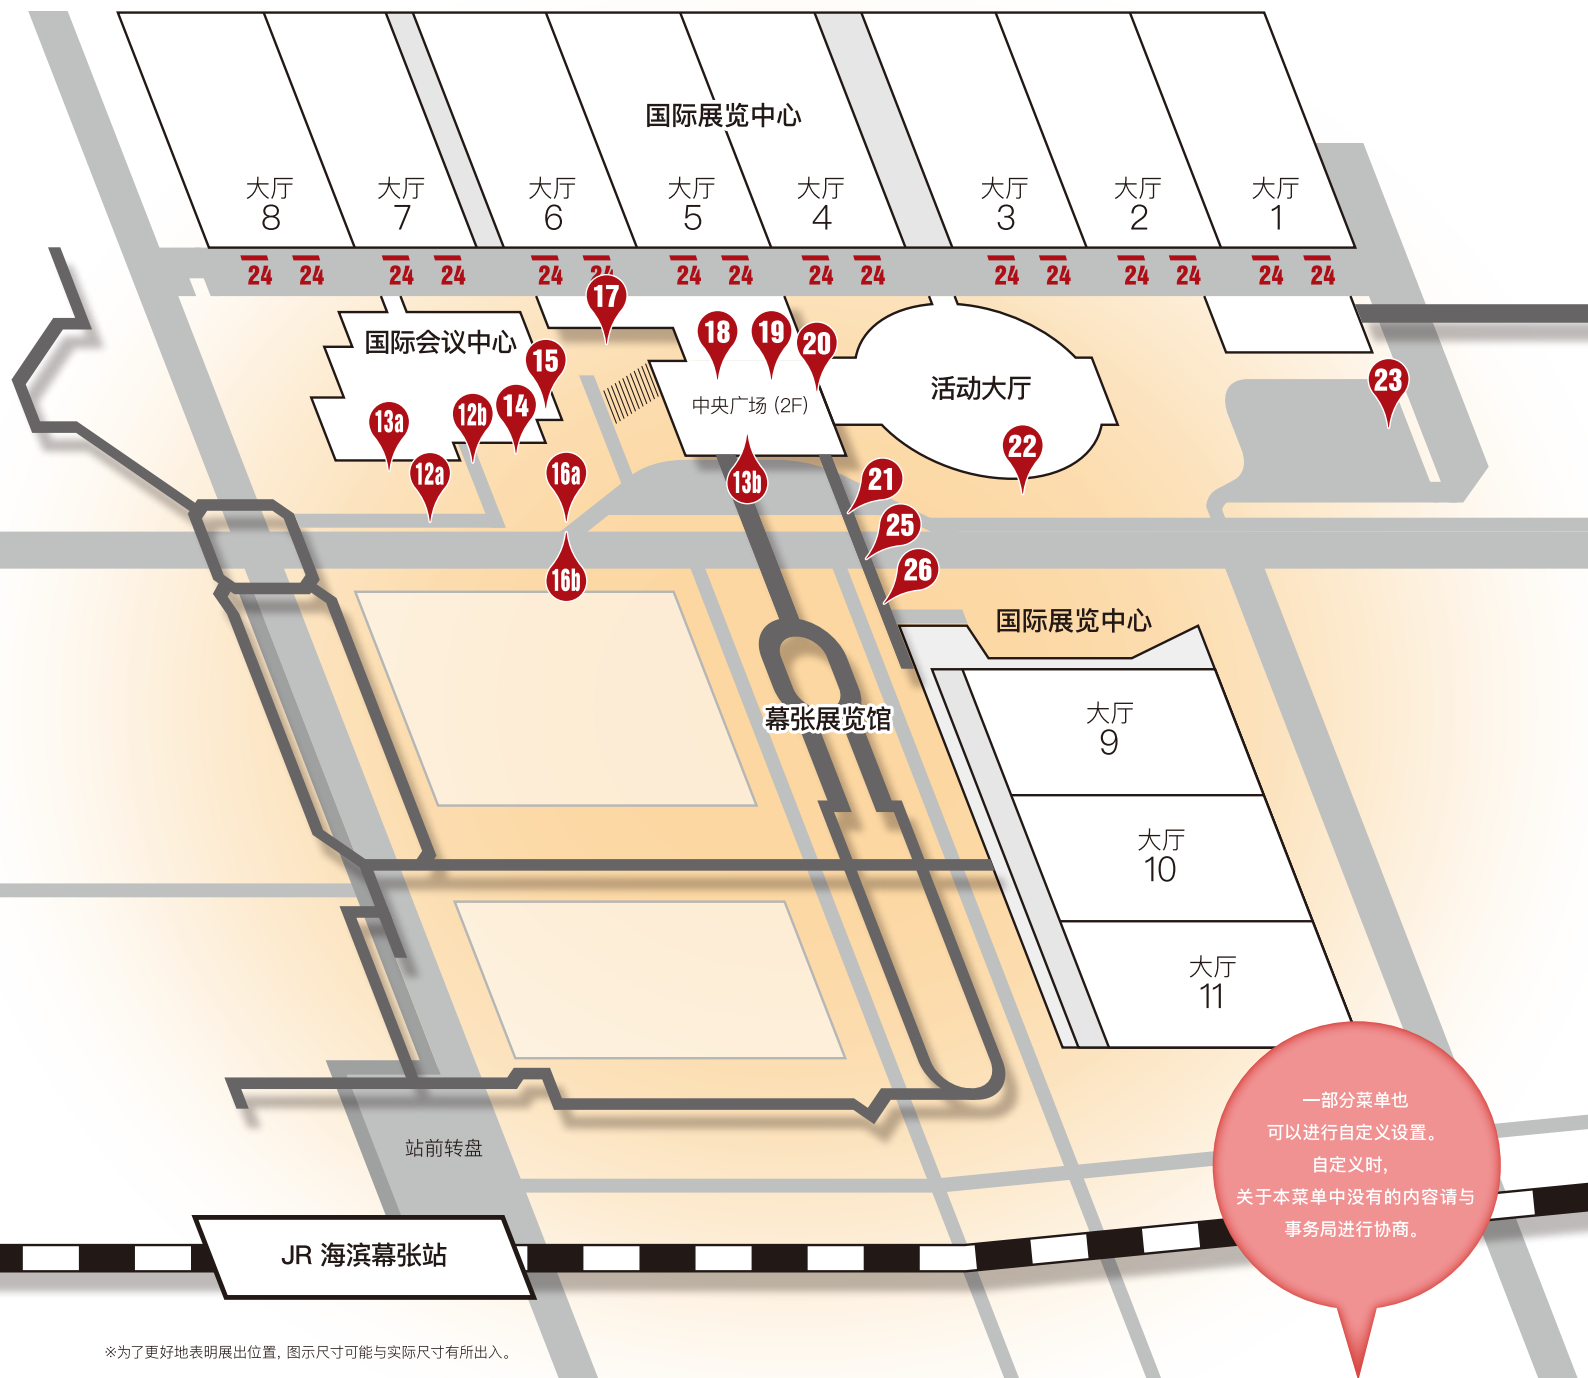 国际展览中心
大厅
8
大厅
7
大厅
6
大厅
5
大厅
4
大厅
3
大厅
2
大厅
1
24 24 24 24 24 24 24 24 24 24 24 24 24 24 24 24
17
18
19
20
国际会议中心
15
14
12b
13a
12a
16a
16b
中央广场 (2F)
13b
活动大厅
22
23
21
25
26
国际展览中心
幕张展览馆
大厅
9
大厅
10
大厅
11
一部分菜单也
可以进行自定义设置。
自定义时,
关于本菜单中没有的内容请与
事务局进行协商。
站前转盘
JR 海滨幕张站
※为了更好地表明展出位置, 图示尺寸可能与实际尺寸有所出入。